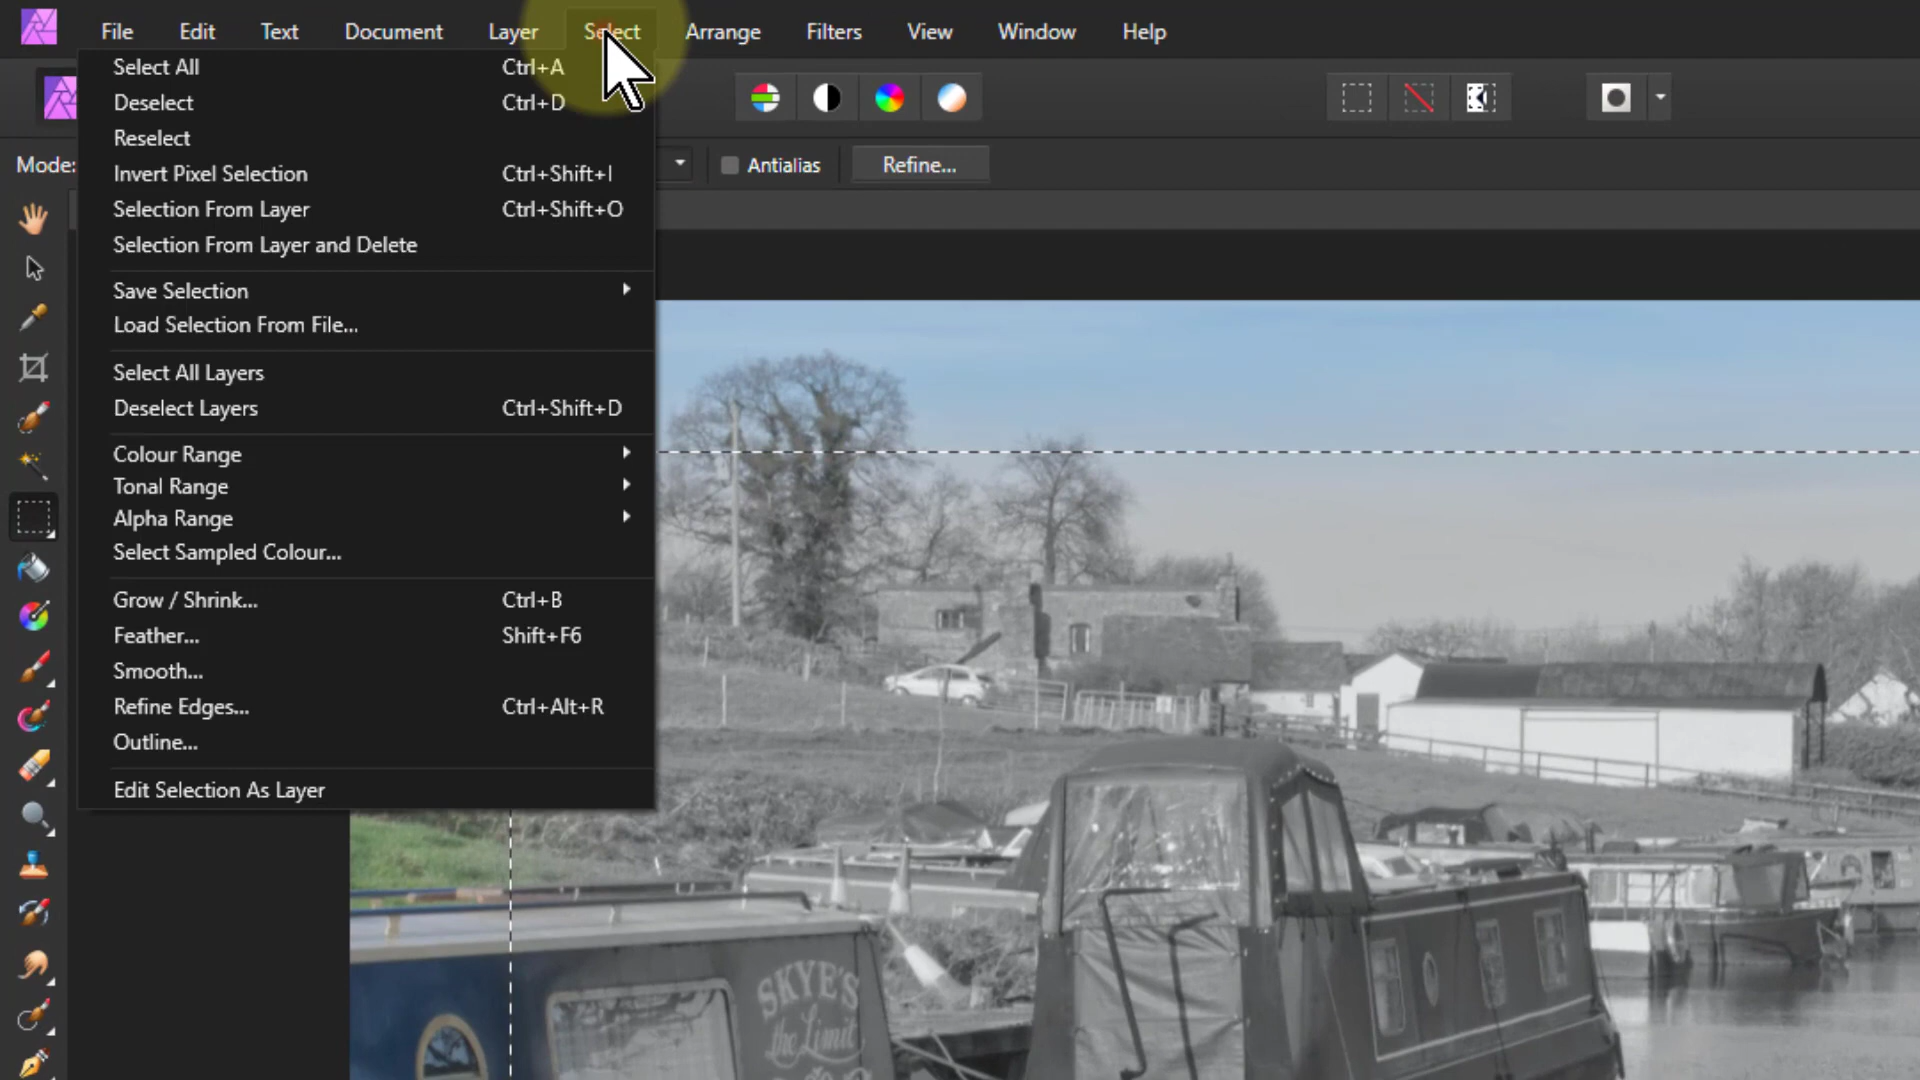 File Edit Text Document Layer Select Arrange Filters View Window Help
Select All Ctrl+A
Deselect Ctrl+D
Reselect
Mode:
Invert Pixel Selection Ctrl+Shift+I
Antialias
Refine...
Selection From Layer Ctrl+Shift+O
Selection From Layer and Delete
Save Selection
Load Selection From File...
Select All Layers
Deselect Layers Ctrl+Shift+D
Colour Range
Tonal Range
Alpha Range
Select Sampled Colour...
Grow / Shrink... Ctrl+B
Feather... Shift+F6
Smooth...
Refine Edges... Ctrl+Alt+R
Outline...
Edit Selection As Layer
SKYE'S
the Limit